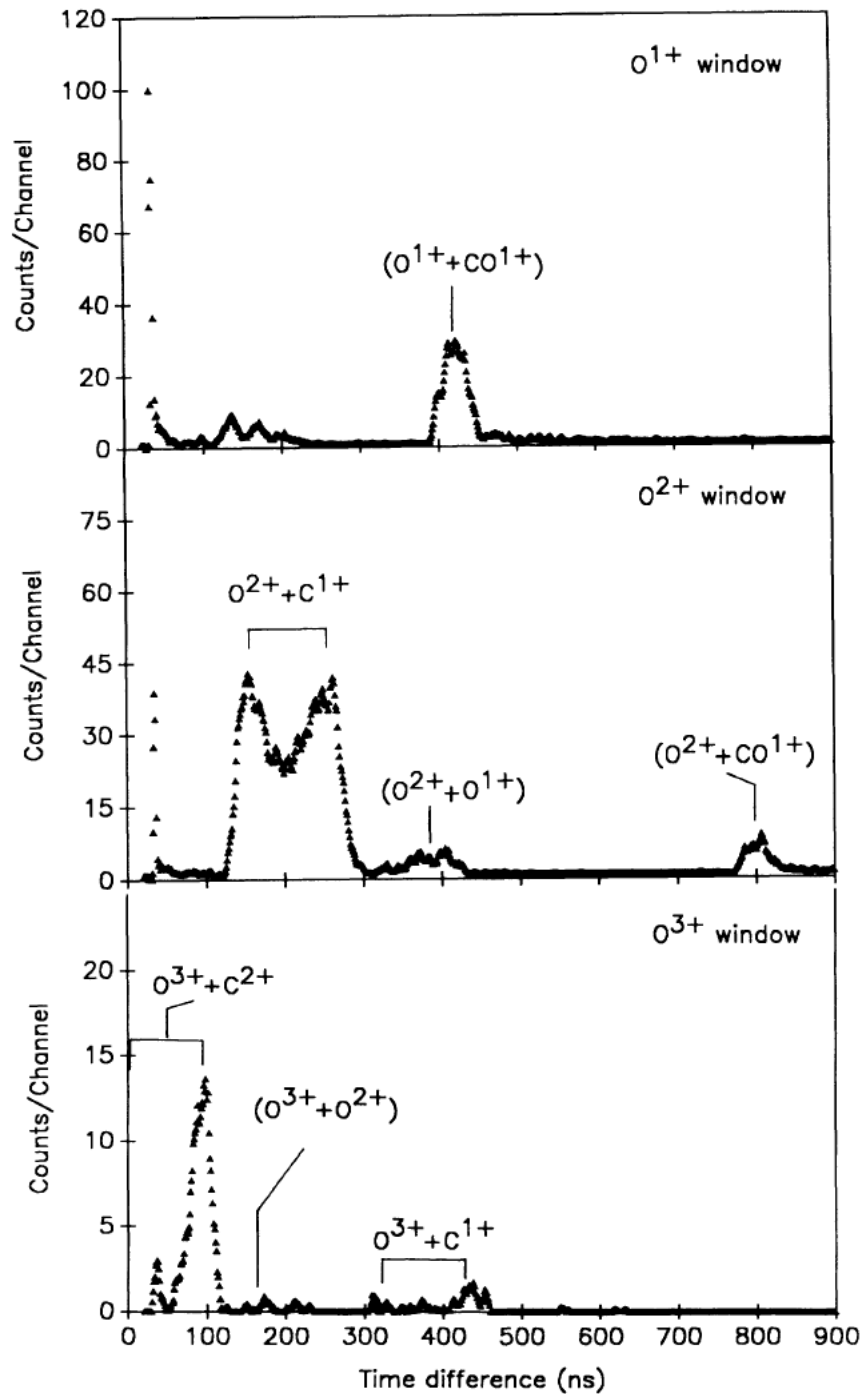 120
100
80
60
40
20
0
Counts/Channel
O¹⁺ window
(O¹⁺+CO¹⁺)
75
60
45
30
15
0
Counts/Channel
O²⁺ window
O²⁺+C¹⁺
(O²⁺+O¹⁺)
(O²⁺+CO¹⁺)
20
15
10
5
0
Counts/Channel
O³⁺ window
O³⁺+C²⁺
(O³⁺+O²⁺)
O³⁺+C¹⁺
0 100 200 300 400 500 600 700 800 900
Time difference (ns)